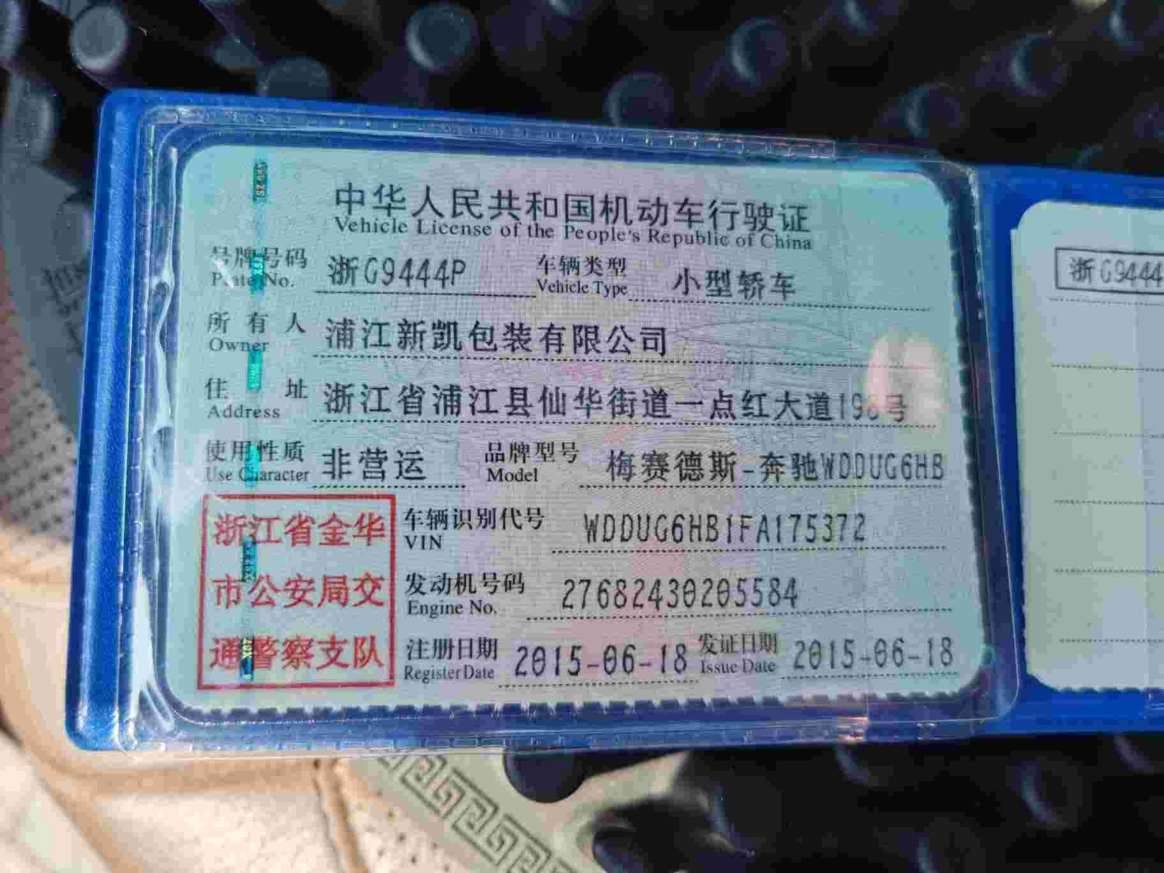 中华人民共和国机动车行驶证
Vehicle License of the People's Republic of China
号牌号码 浙G9444P 车辆类型 小型轿车
Plate No. Vehicle Type
所有人 浦江新凯包装有限公司
Owner
住址 浙江省浦江县仙华街道一点红大道198号
Address
使用性质 非营运 品牌型号 梅赛德斯-奔驰WDDUG6HB
Use Character Model
浙江省金华
市公安局交
通警察支队
车辆识别代号 WDDUG6HB1FA175372
VIN
发动机号码 27682430205584
Engine No.
注册日期 2015-06-18 发证日期 2015-06-18
Register Date Issue Date
浙G9444